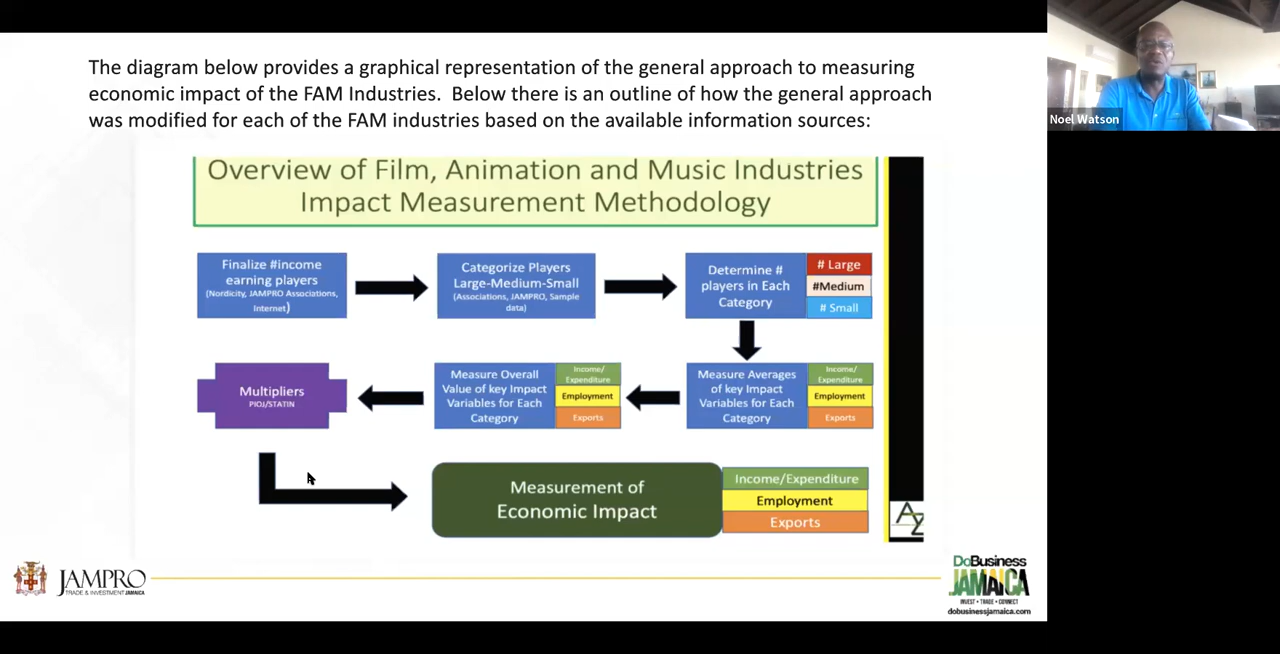 The diagram below provides a graphical representation of the general approach to measuring
economic impact of the FAM Industries. Below there is an outline of how the general approach
was modified for each of the FAM industries based on the available information sources:
Noel Watson
Overview of Film, Animation and Music Industries
Impact Measurement Methodology
Finalize #income
earning players
(Nordicity, JAMPRO Associations,
Internet)
Categorize Players
Large-Medium-Small
(Associations, JAMPRO, Sample
data)
Determine #
players in Each
Category
# Large
#Medium
# Small
Multipliers
PIOJ/STATIN
Measure Overall
Value of key Impact
Variables for Each
Category
Income/
Expenditure
Employment
Exports
Measure Averages
of key Impact
Variables for Each
Category
Income/
Expenditure
Employment
Exports
Measurement of
Economic Impact
Income/Expenditure
Employment
Exports
AZ
JAMPRO
TRADE & INVESTMENT JAMAICA
DoBusiness
JAMAICA
INVEST • TRADE • CONNECT
dobusinessjamaica.com